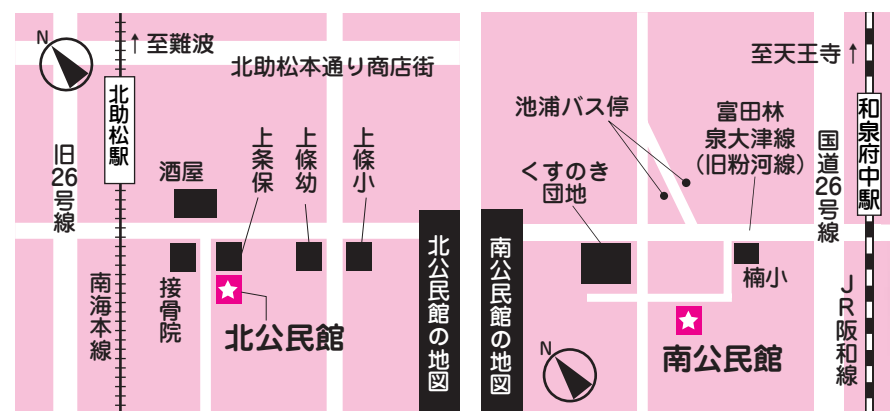 N
↑至難波
北助松本通り商店街
北助松駅
旧26号線
酒屋
上条保
上條幼
上條小
南海本線
接骨院
北公民館
北公民館の地図
至天王寺↑
池浦バス停
富田林
泉大津線
（旧粉河線）
くすのき
団地
国道26号線
和泉府中駅
楠小
JR阪和線
南公民館
南公民館の地図
N